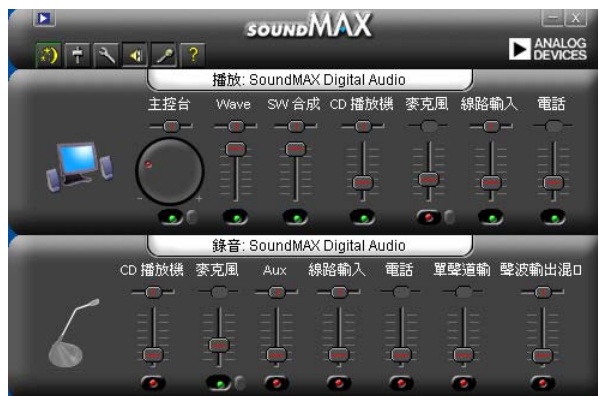 soundMAX
ANALOG
DEVICES
?
播放: SoundMAX Digital Audio
主控台 Wave SW 合成 CD 播放機 麥克風 線路輸入 電話
- +
錄音: SoundMAX Digital Audio
CD 播放機 麥克風 Aux 線路輸入 電話 單聲道輸 聲波輸出混